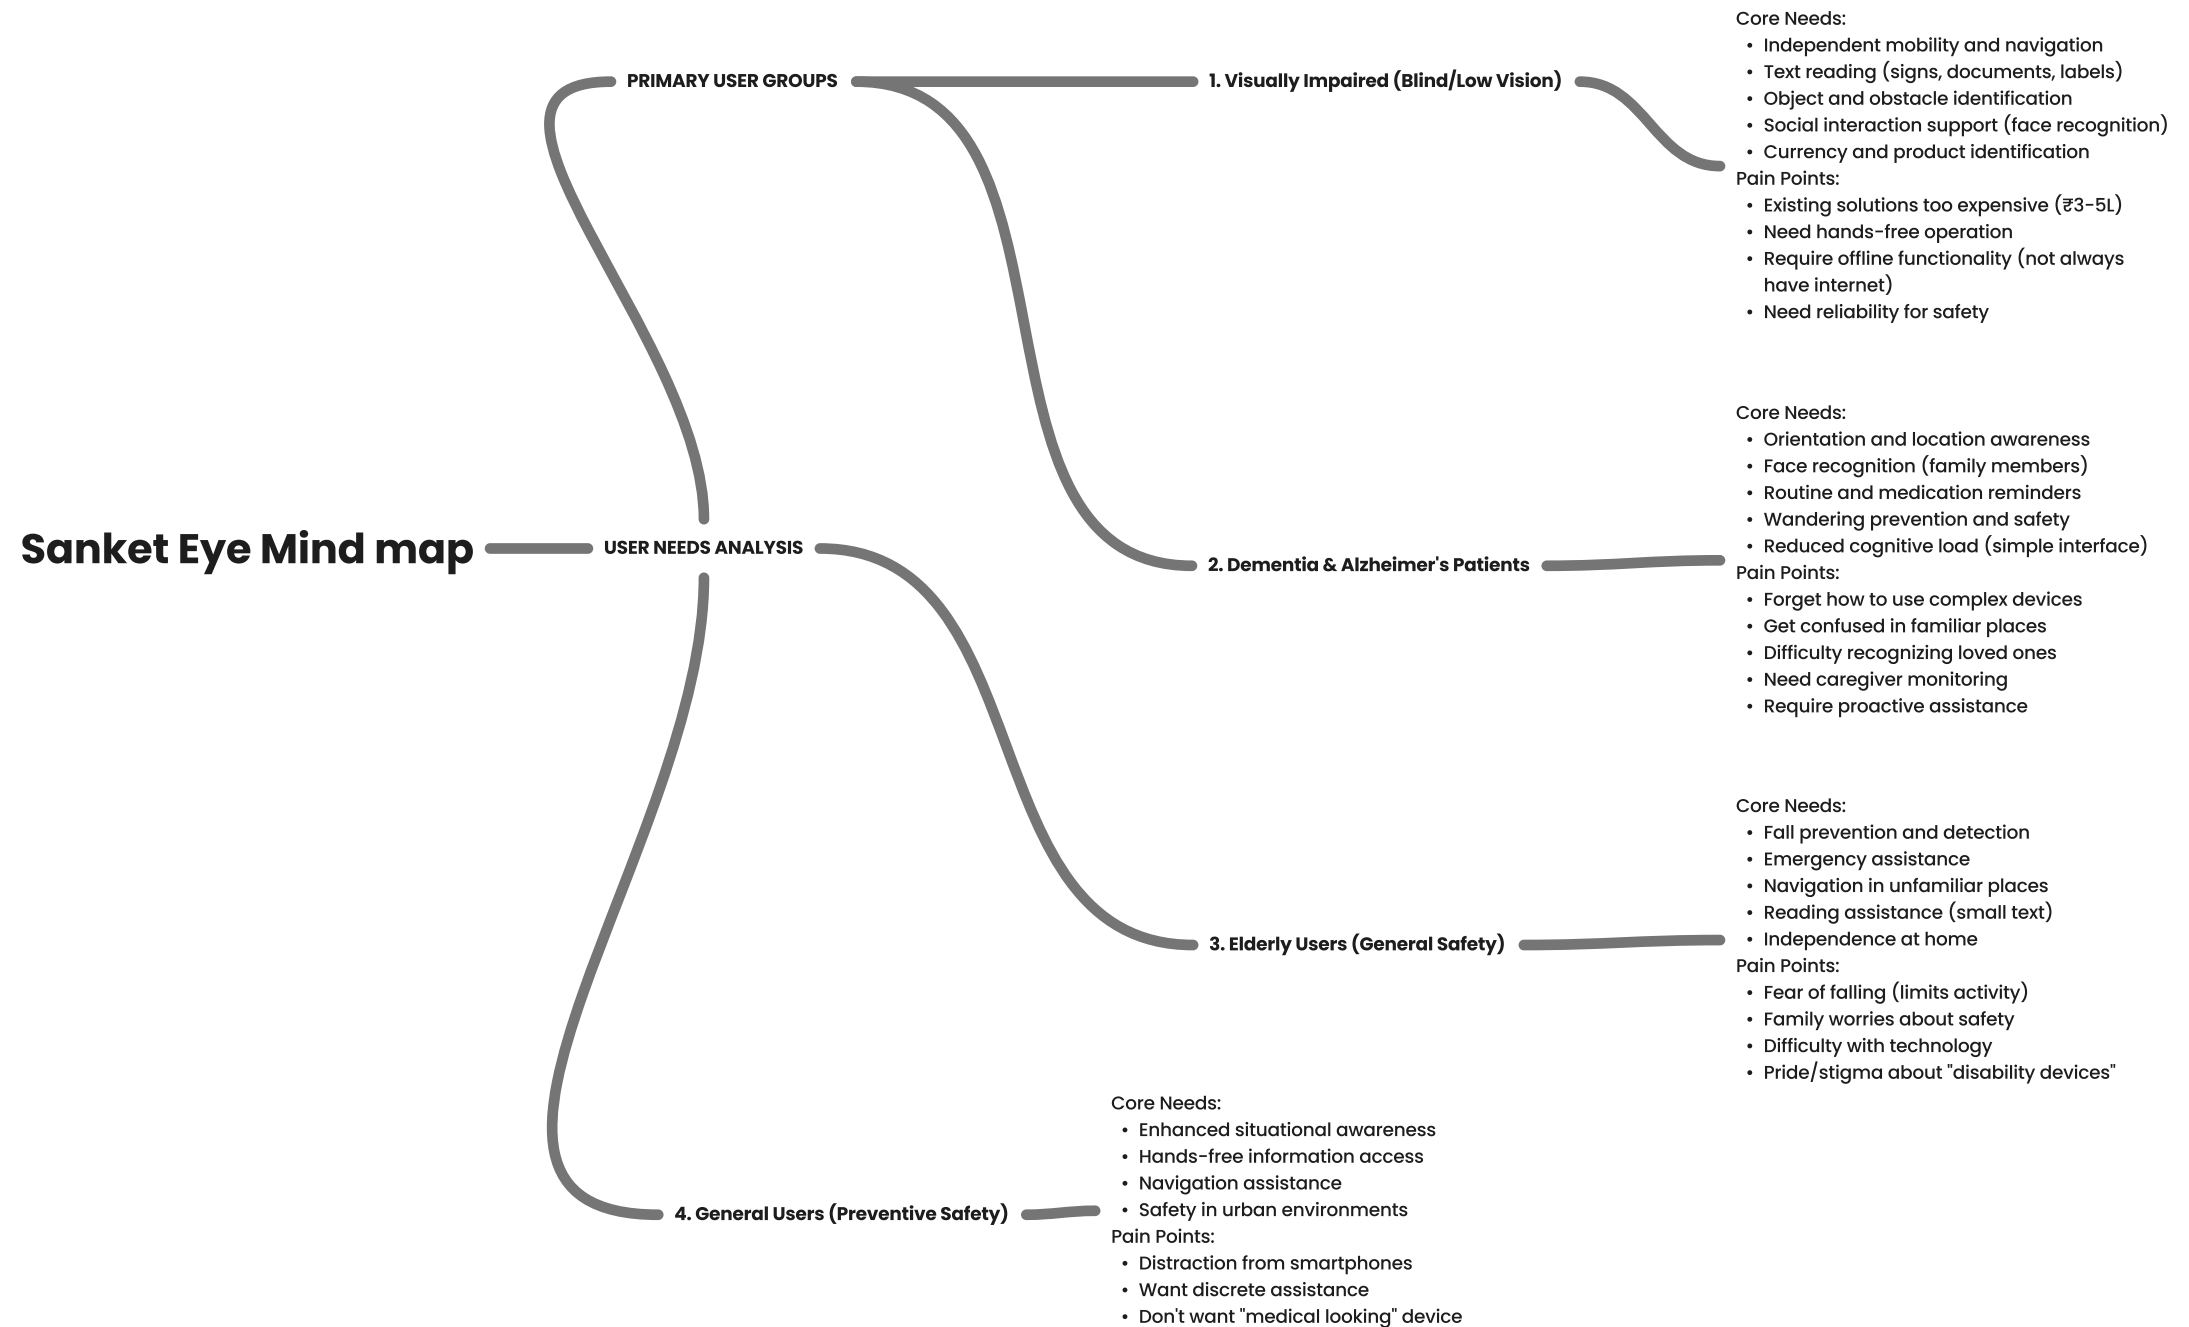 Sanket Eye Mind map
USER NEEDS ANALYSIS
PRIMARY USER GROUPS
1. Visually Impaired (Blind/Low Vision)
Core Needs:
• Independent mobility and navigation
• Text reading (signs, documents, labels)
• Object and obstacle identification
• Social interaction support (face recognition)
• Currency and product identification
Pain Points:
• Existing solutions too expensive (₹3-5L)
• Need hands-free operation
• Require offline functionality (not always
have internet)
• Need reliability for safety
2. Dementia & Alzheimer's Patients
Core Needs:
• Orientation and location awareness
• Face recognition (family members)
• Routine and medication reminders
• Wandering prevention and safety
• Reduced cognitive load (simple interface)
Pain Points:
• Forget how to use complex devices
• Get confused in familiar places
• Difficulty recognizing loved ones
• Need caregiver monitoring
• Require proactive assistance
3. Elderly Users (General Safety)
Core Needs:
• Fall prevention and detection
• Emergency assistance
• Navigation in unfamiliar places
• Reading assistance (small text)
• Independence at home
Pain Points:
• Fear of falling (limits activity)
• Family worries about safety
• Difficulty with technology
• Pride/stigma about "disability devices"
4. General Users (Preventive Safety)
Core Needs:
• Enhanced situational awareness
• Hands-free information access
• Navigation assistance
• Safety in urban environments
Pain Points:
• Distraction from smartphones
• Want discrete assistance
• Don't want "medical looking" device